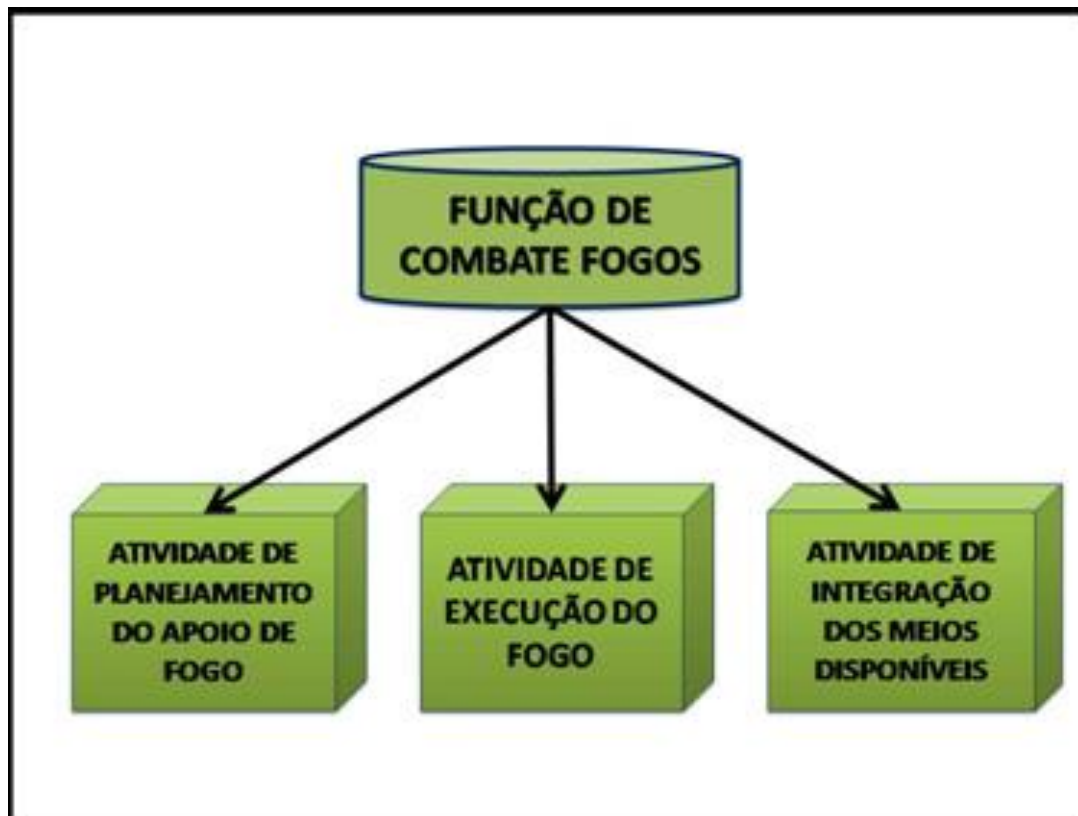 FUNÇÃO DE
COMBATE FOGOS
ATIVIDADE DE
PLANEJAMENTO
DO APOIO DE
FOGO
ATIVIDADE DE
EXECUÇÃO DO
FOGO
ATIVIDADE DE
INTEGRAÇÃO
DOS MEIOS
DISPONÍVEIS